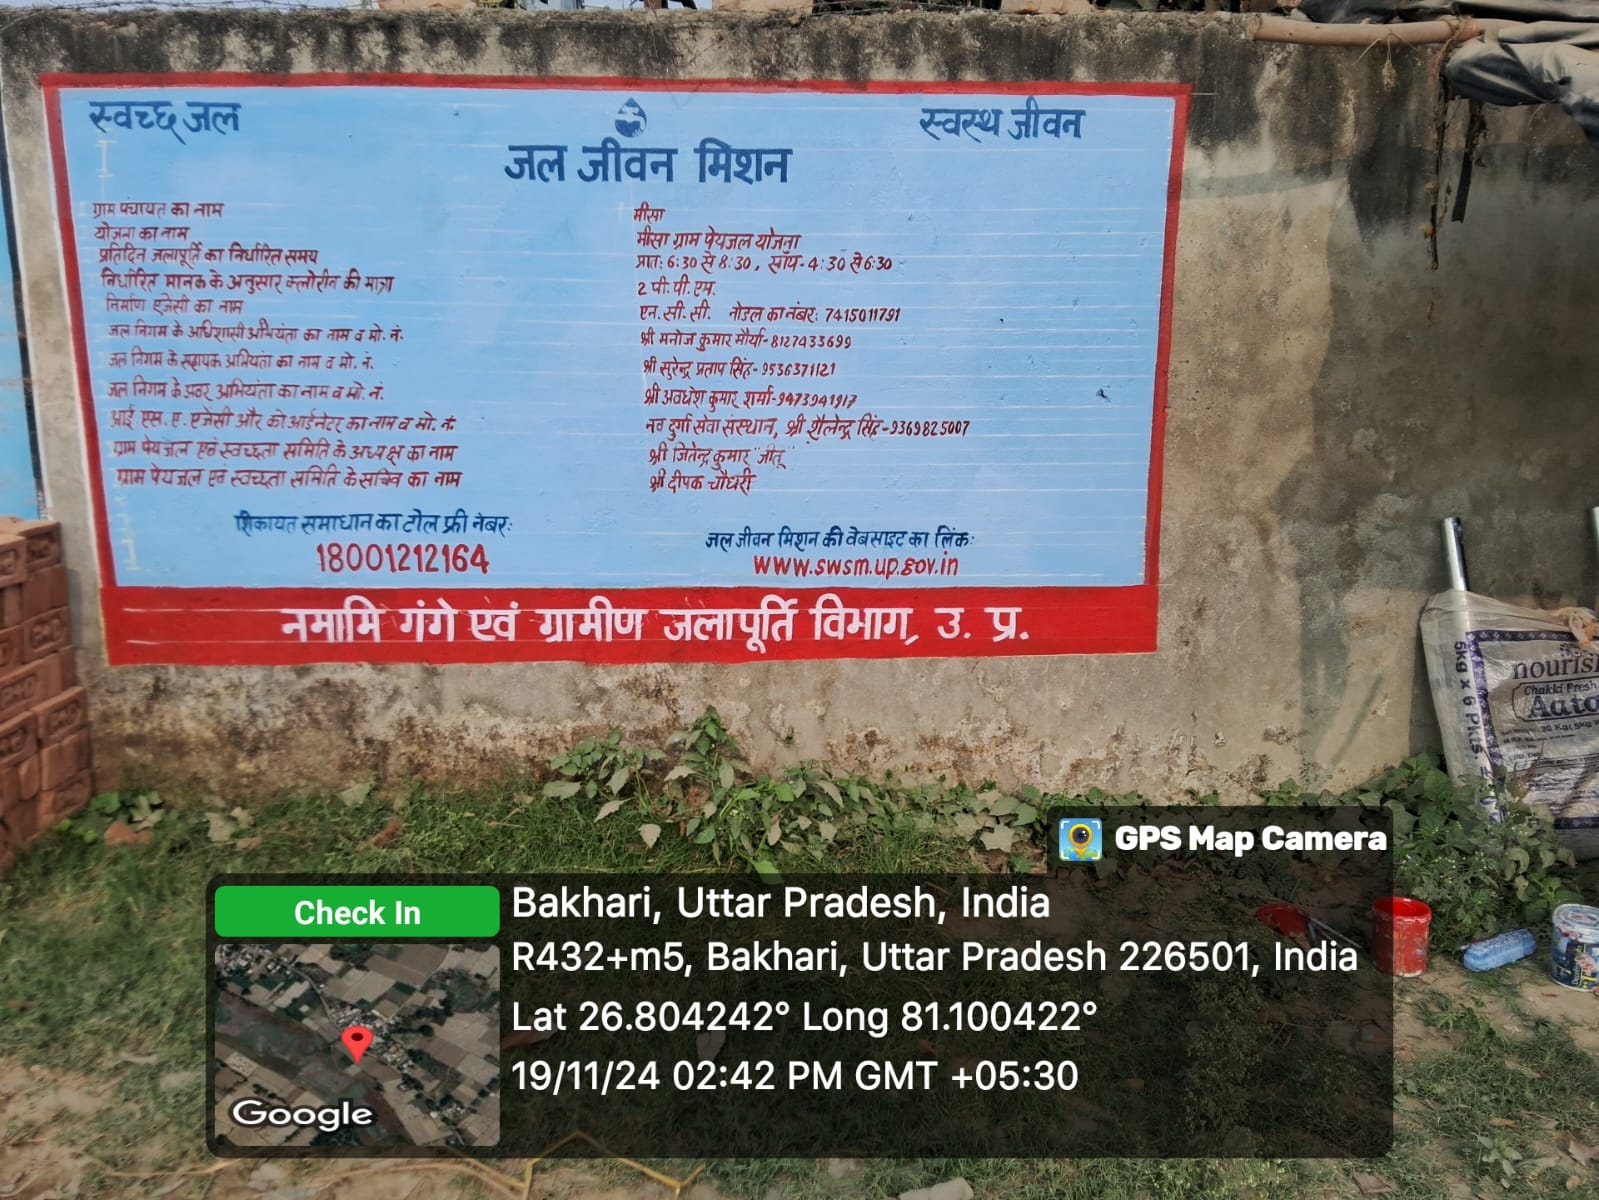 स्वच्छ जल
स्वस्थ जीवन
जल जीवन मिशन
ग्राम पंचायत का नाम मीसा
योजना का नाम मीसा ग्राम पेयजल योजना
प्रतिदिन जलापूर्ति का निर्धारित समय प्रातः 6:30 से 8:30, साँय-4:30 से 6:30
निर्धारित मानक के अनुसार क्लोरीन की मात्रा 2 पी.पी.एम.
निर्माण एजेंसी का नाम एन.सी.सी. नोडल का नंबर: 7415011791
जल निगम के अधिशासी अभियंता का नाम व मो. नं. श्री मनोज कुमार मौर्या-8127433699
जल निगम के सहायक अभियंता का नाम व मो. नं. श्री सुरेन्द्र प्रताप सिंह-9536371121
जल निगम के अवर अभियंता का नाम व मो. नं. श्री अवधेश कुमार शर्मा-9473941917
आई एस. ए. एजेंसी और कोआर्डिनेटर का नाम व मो. नं. नव दुर्गा सेवा संस्थान, श्री शैलेन्द्र सिंह-9369825007
ग्राम पेयजल एवं स्वच्छता समिति के अध्यक्ष का नाम श्री जितेन्द्र कुमार "जीतू"
ग्राम पेयजल एवं स्वच्छता समिति के सचिव का नाम श्री दीपक चौधरी
शिकायत समाधान का टोल फ्री नंबर:
18001212164
जल जीवन मिशन की वेबसाइट का लिंक:
www.swsm.up.gov.in
नमामि गंगे एवं ग्रामीण जलापूर्ति विभाग, उ. प्र.
5kg x 6 pkts.
Chakki Fresh
GPS Map Camera
Check In
Bakhari, Uttar Pradesh, India
R432+m5, Bakhari, Uttar Pradesh 226501, India
Lat 26.804242° Long 81.100422°
19/11/24 02:42 PM GMT +05:30
Google